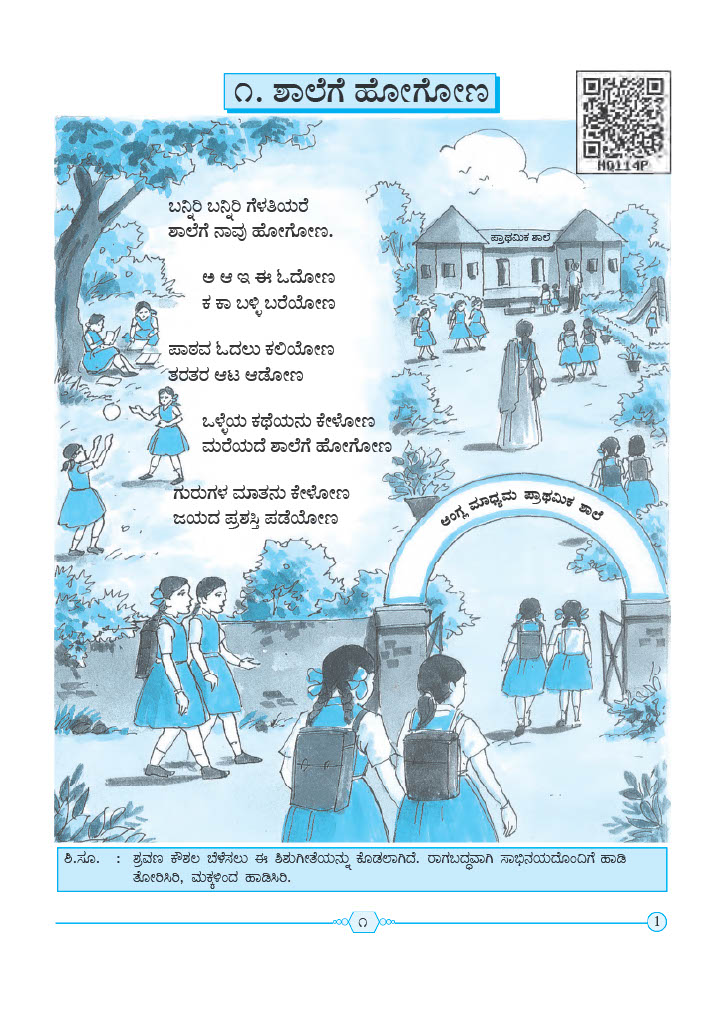 ೧. ಶಾಲೆಗೆ ಹೋಗೋಣ
HQ114P
ಬನ್ನಿರಿ ಬನ್ನಿರಿ ಗೆಳತಿಯರೆ
ಶಾಲೆಗೆ ನಾವು ಹೋಗೋಣ.
ಪ್ರಾಥಮಿಕ ಶಾಲೆ
ಅ ಆ ಇ ಈ ಓದೋಣ
ಕ ಕಾ ಬಳ್ಳಿ ಬರೆಯೋಣ
ಪಾಠವ ಓದಲು ಕಲಿಯೋಣ
ತರತರ ಆಟ ಆಡೋಣ
ಒಳ್ಳೆಯ ಕಥೆಯನು ಕೇಳೋಣ
ಮರೆಯದೆ ಶಾಲೆಗೆ ಹೋಗೋಣ
ಗುರುಗಳ ಮಾತನು ಕೇಳೋಣ
ಜಯದ ಪ್ರಶಸ್ತಿ ಪಡೆಯೋಣ
ಆಂಗ್ಲ ಮಾಧ್ಯಮ ಪ್ರಾಥಮಿಕ ಶಾಲೆ
ಶಿ.ಸೂ. : ಶ್ರವಣ ಕೌಶಲ ಬೆಳೆಸಲು ಈ ಶಿಶುಗೀತೆಯನ್ನು ಕೊಡಲಾಗಿದೆ. ರಾಗಬದ್ಧವಾಗಿ ಸಾಭಿನಯದೊಂದಿಗೆ ಹಾಡಿ
ತೋರಿಸಿರಿ, ಮಕ್ಕಳಿಂದ ಹಾಡಿಸಿರಿ.
೧
1